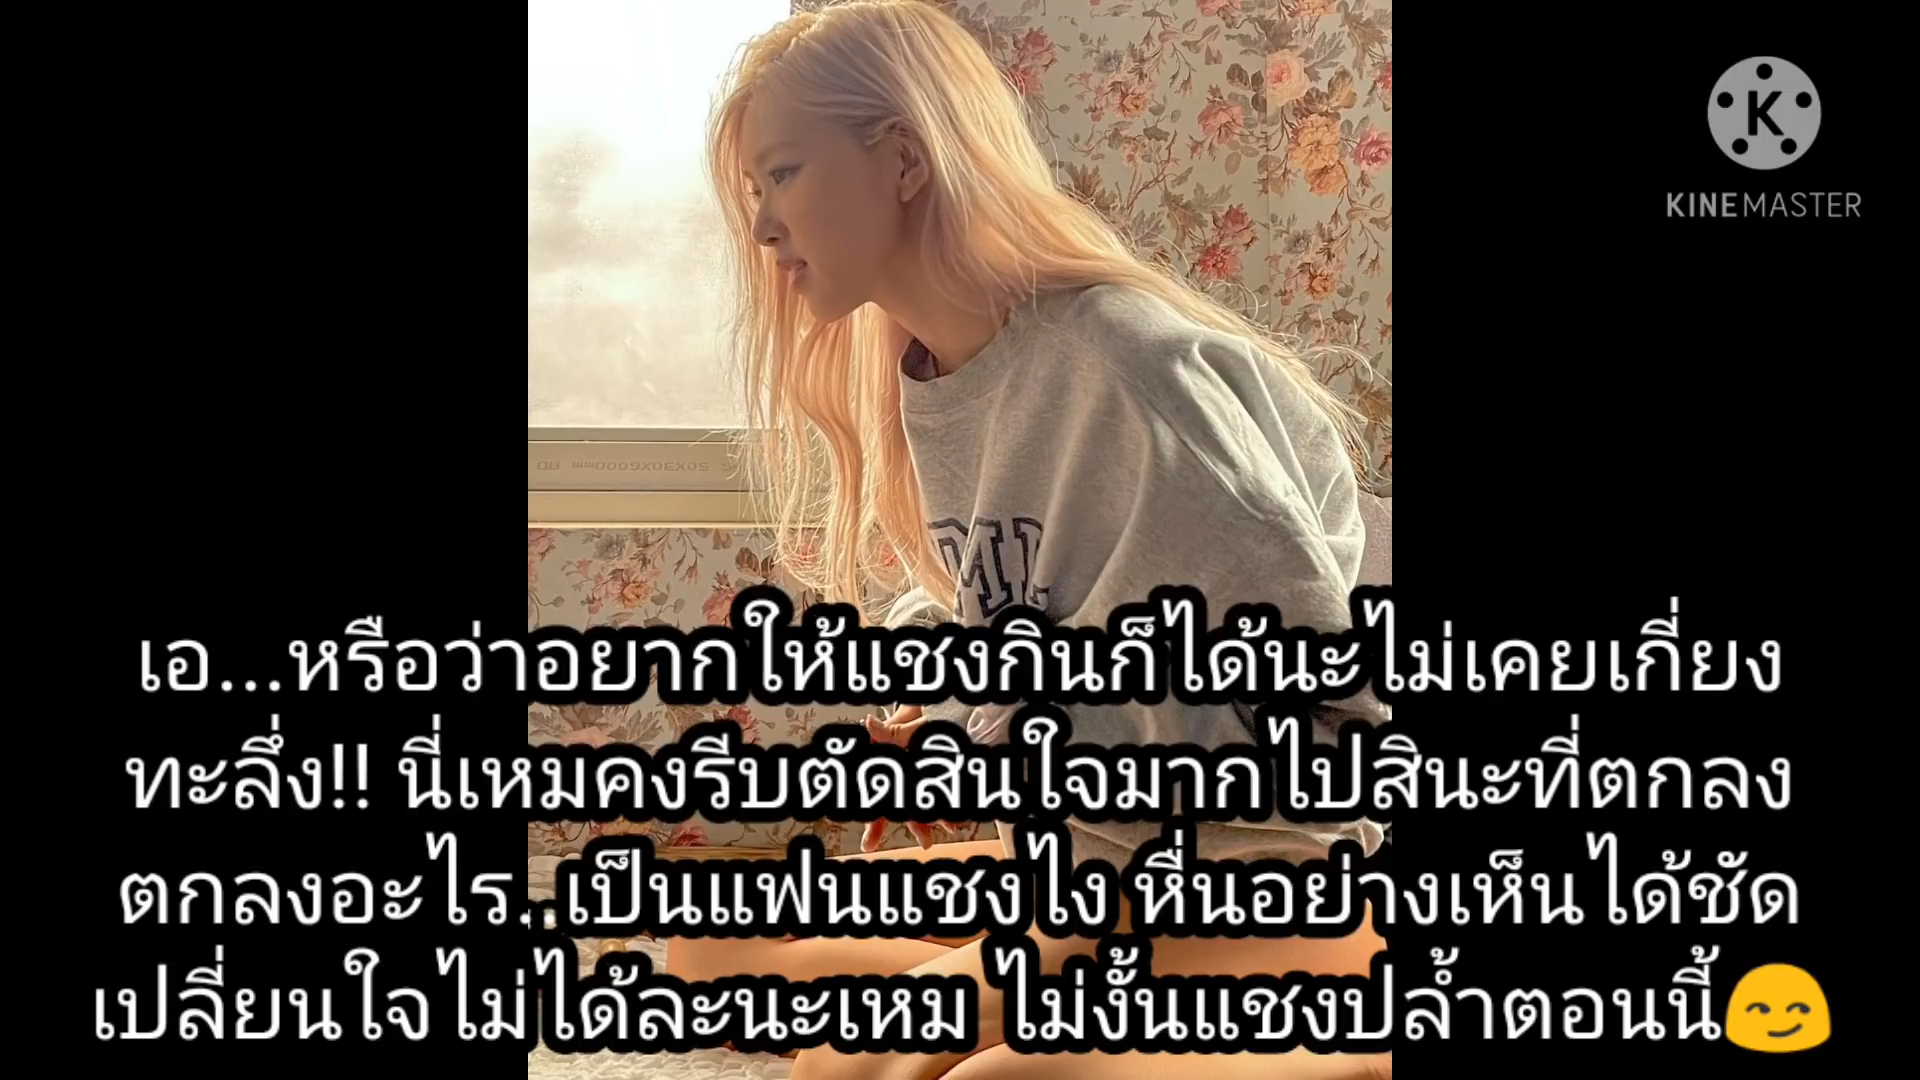 KINEMASTER
เอ...หรือว่าอยากให้แชงกินก็ได้นะไม่เคยเกี่ยง
ทะลึ่ง!! นี่เหมคงรีบตัดสินใจมากไปสินะที่ตกลง
ตกลงอะไร...เป็นแฟนแชงไง หื่นอย่างเห็นได้ชัด
เปลี่ยนใจไม่ได้ละนะเหม ไม่งั้นแชงปล้ำตอนนี้😏